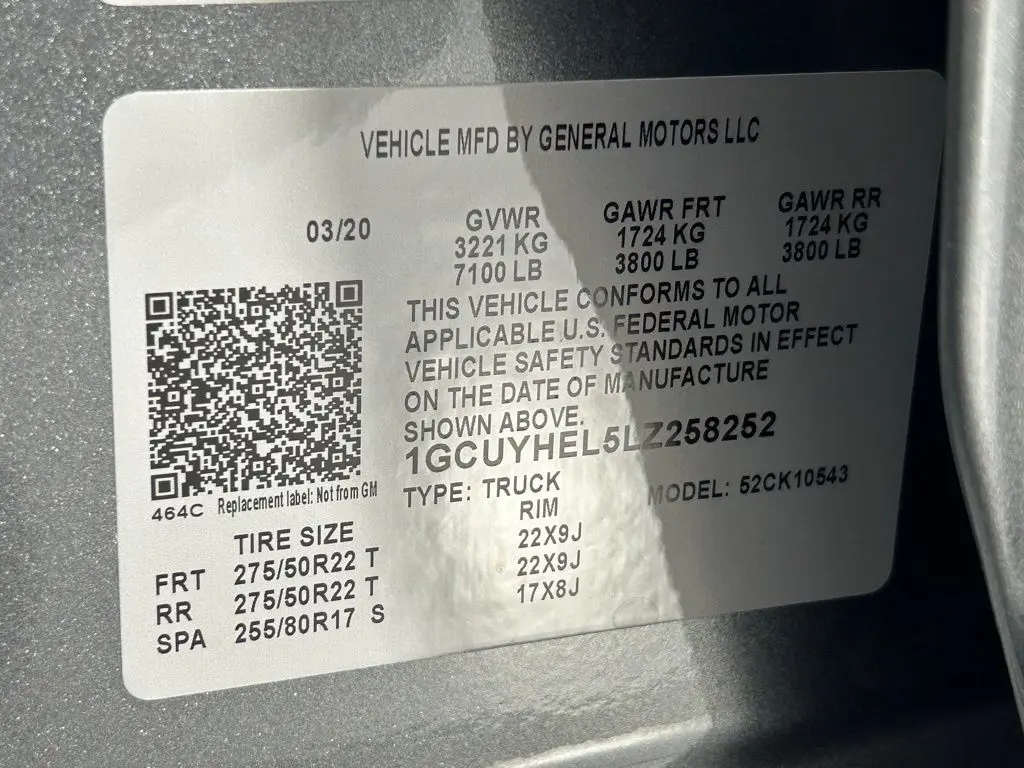 VEHICLE MFD BY GENERAL MOTORS LLC
03/20
GVWR
3221 KG
7100 LB
GAWR FRT
1724 KG
3800 LB
GAWR RR
1724 KG
3800 LB
THIS VEHICLE CONFORMS TO ALL
APPLICABLE U.S. FEDERAL MOTOR
VEHICLE SAFETY STANDARDS IN EFFECT
ON THE DATE OF MANUFACTURE
SHOWN ABOVE.
1GCUYHEL5LZ258252
TYPE: TRUCK MODEL: 52CK10543
464C Replacement label: Not from GM
TIRE SIZE RIM
FRT 275/50R22 T 22X9J
RR 275/50R22 T 22X9J
SPA 255/80R17 S 17X8J